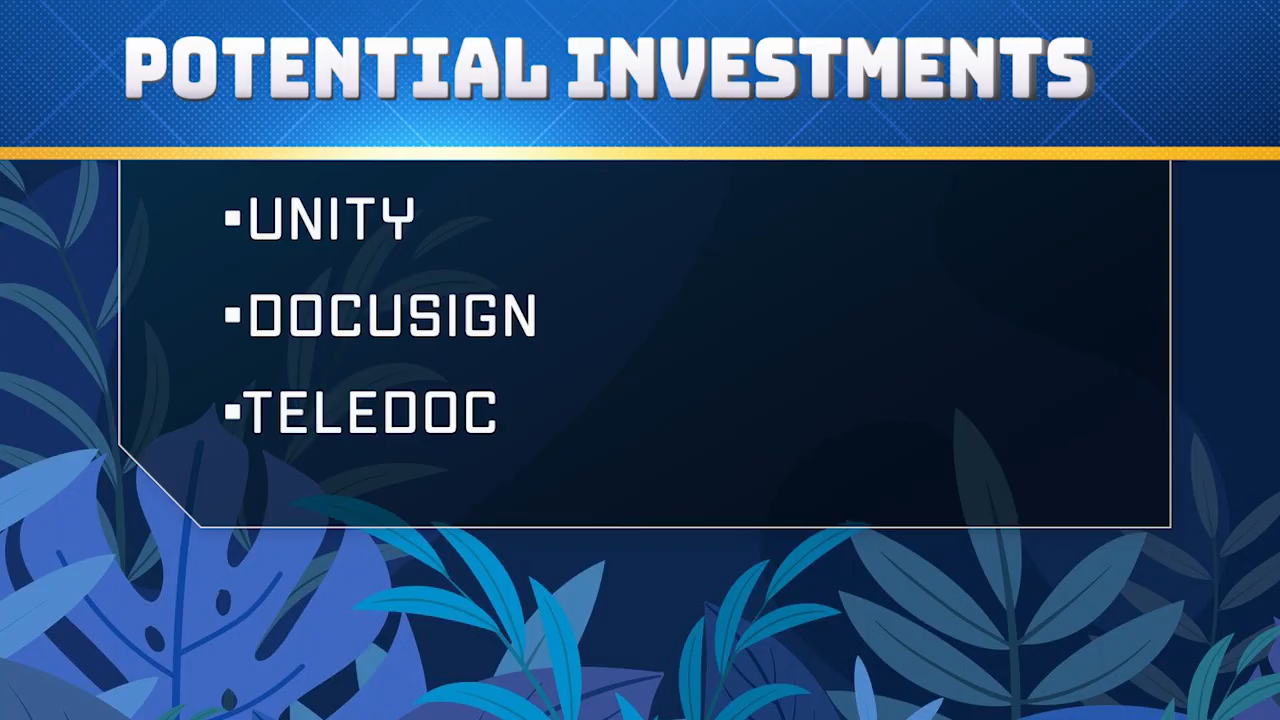 POTENTIAL INVESTMENTS
▪UNITY
▪DOCUSIGN
▪TELEDOC